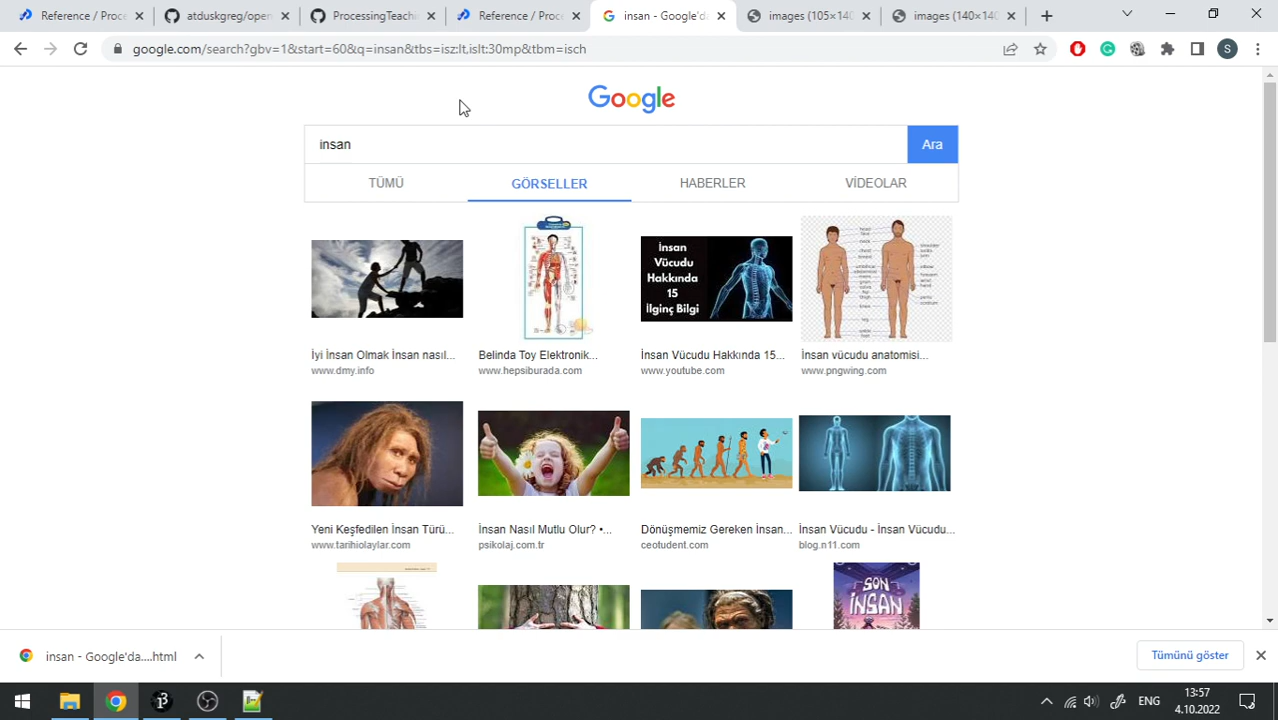 Reference / Proce
atduskgreg/open
ProcessingTeachi
Reference / Proc
insan - Google'da
images (105×140
images (140×140
google.com/search?gbv=1&start=60&q=insan&tbs=isz:lt,islt:30mp&tbm=isch
S
Google
insan
Ara
TÜMÜ
GÖRSELLER
HABERLER
VİDEOLAR
İnsan
Vücudu
Hakkında
15
İlginç Bilgi
İyi İnsan Olmak İnsan nasıl...
Belinda Toy Elektronik...
İnsan Vücudu Hakkında 15...
İnsan vücudu anatomisi...
www.dmy.info
www.hepsiburada.com
www.youtube.com
www.pngwing.com
Yeni Keşfedilen İnsan Türü...
İnsan Nasıl Mutlu Olur? •...
Dönüşmemiz Gereken İnsan...
İnsan Vücudu - İnsan Vücudu...
www.tarihiolaylar.com
psikolaj.com.tr
ceotudent.com
blog.n11.com
SON
İNSAN
insan - Google'da....html
Tümünü göster
ENG
13:57
4.10.2022